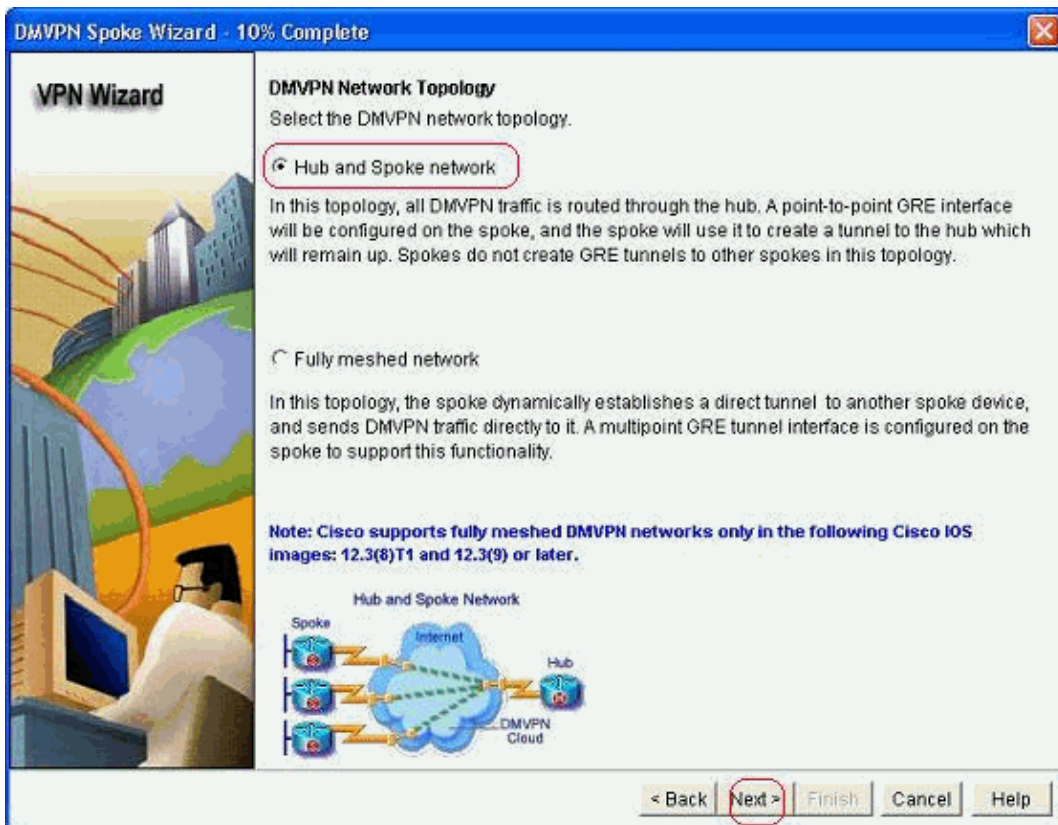 DMVPN Spoke Wizard - 10% Complete
VPN Wizard
DMVPN Network Topology
Select the DMVPN network topology.
Hub and Spoke network
In this topology, all DMVPN traffic is routed through the hub. A point-to-point GRE interface
will be configured on the spoke, and the spoke will use it to create a tunnel to the hub which
will remain up. Spokes do not create GRE tunnels to other spokes in this topology.
Fully meshed network
In this topology, the spoke dynamically establishes a direct tunnel to another spoke device,
and sends DMVPN traffic directly to it. A multipoint GRE tunnel interface is configured on the
spoke to support this functionality.
Note: Cisco supports fully meshed DMVPN networks only in the following Cisco IOS
images: 12.3(8)T1 and 12.3(9) or later.
Hub and Spoke Network
Spoke
Internet
Hub
DMVPN
Cloud
< Back Next > Finish Cancel Help